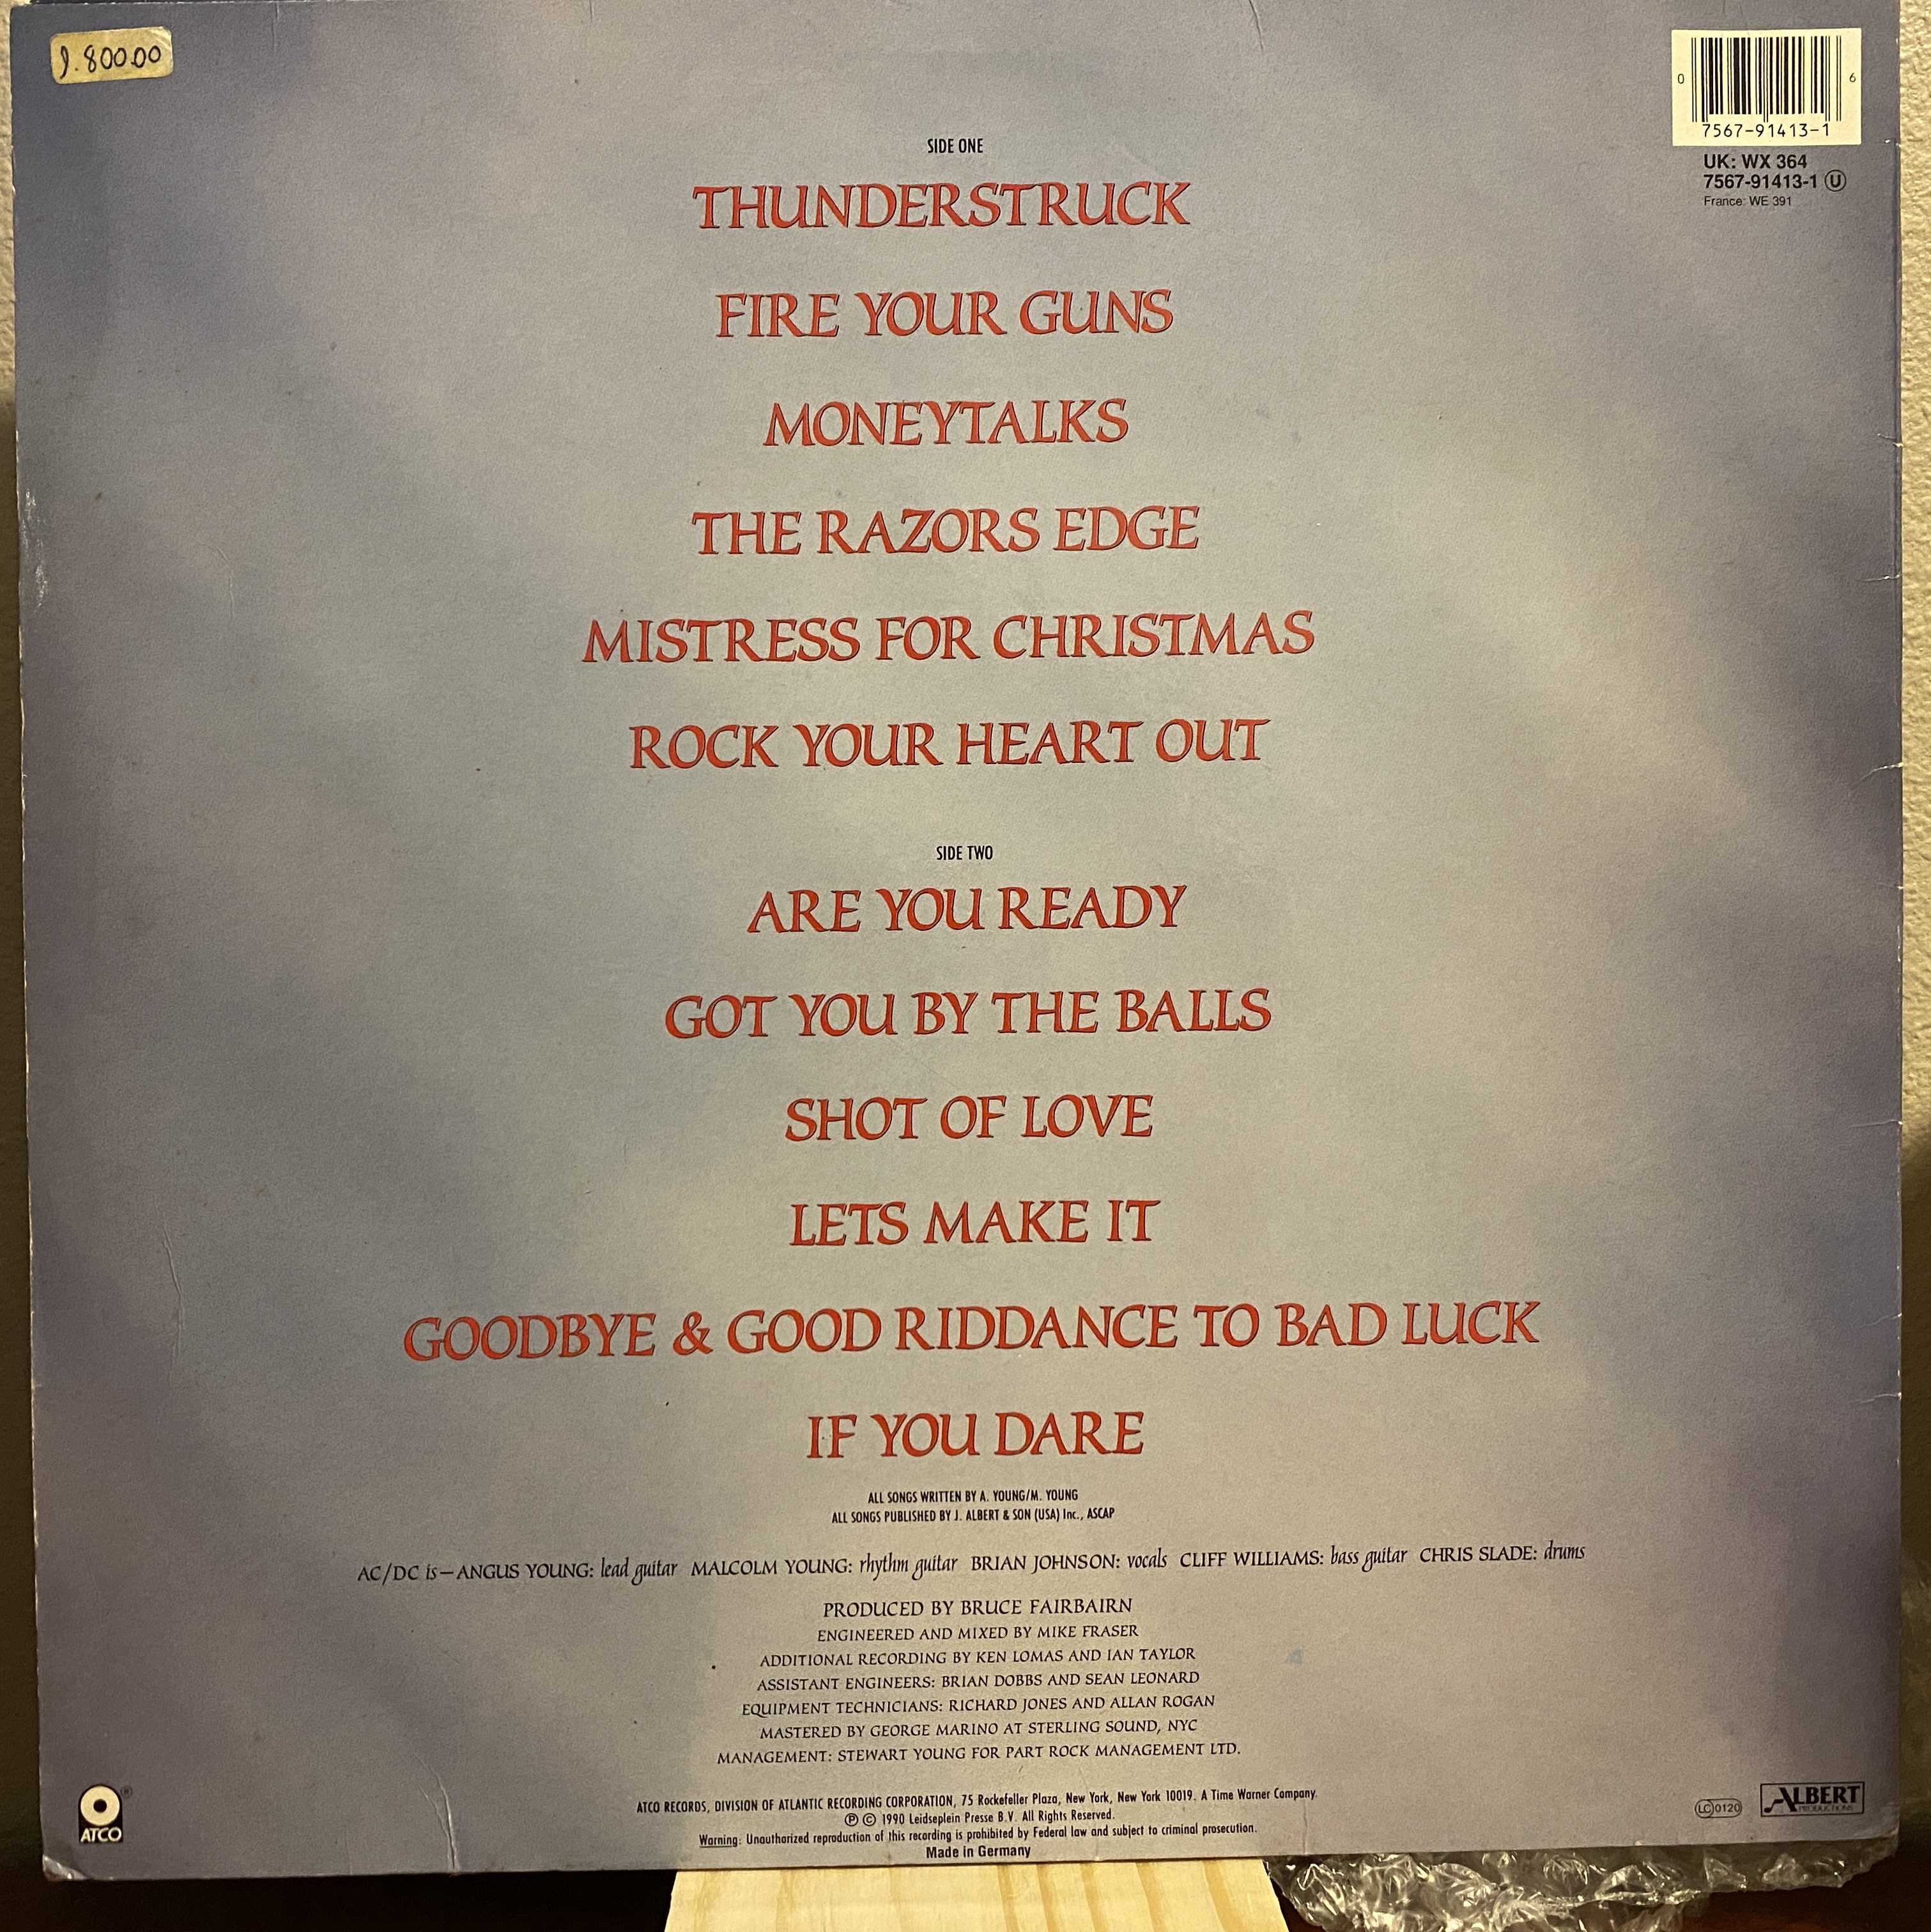 9.80000
0 6
7567-91413-1
UK: WX 364
7567-91413-1 Ⓤ
France: WE 391
SIDE ONE
THUNDERSTRUCK
FIRE YOUR GUNS
MONEYTALKS
THE RAZORS EDGE
MISTRESS FOR CHRISTMAS
ROCK YOUR HEART OUT
SIDE TWO
ARE YOU READY
GOT YOU BY THE BALLS
SHOT OF LOVE
LETS MAKE IT
GOODBYE & GOOD RIDDANCE TO BAD LUCK
IF YOU DARE
ALL SONGS WRITTEN BY A. YOUNG/M. YOUNG
ALL SONGS PUBLISHED BY J. ALBERT & SON (USA) Inc., ASCAP
AC/DC is—ANGUS YOUNG: lead guitar MALCOLM YOUNG: rhythm guitar BRIAN JOHNSON: vocals CLIFF WILLIAMS: bass guitar CHRIS SLADE: drums
PRODUCED BY BRUCE FAIRBAIRN
ENGINEERED AND MIXED BY MIKE FRASER
ADDITIONAL RECORDING BY KEN LOMAS AND IAN TAYLOR
ASSISTANT ENGINEERS: BRIAN DOBBS AND SEAN LEONARD
EQUIPMENT TECHNICIANS: RICHARD JONES AND ALLAN ROGAN
MASTERED BY GEORGE MARINO AT STERLING SOUND, NYC
MANAGEMENT: STEWART YOUNG FOR PART ROCK MANAGEMENT LTD.
ATCO RECORDS, DIVISION OF ATLANTIC RECORDING CORPORATION, 75 Rockefeller Plaza, New York, New York 10019. A Time Warner Company.
℗ © 1990 Leidseplein Presse B.V. All Rights Reserved.
Warning: Unauthorized reproduction of this recording is prohibited by Federal law and subject to criminal prosecution.
Made in Germany
ATCO ®
LC 0120
ALBERT
PRODUCTIONS